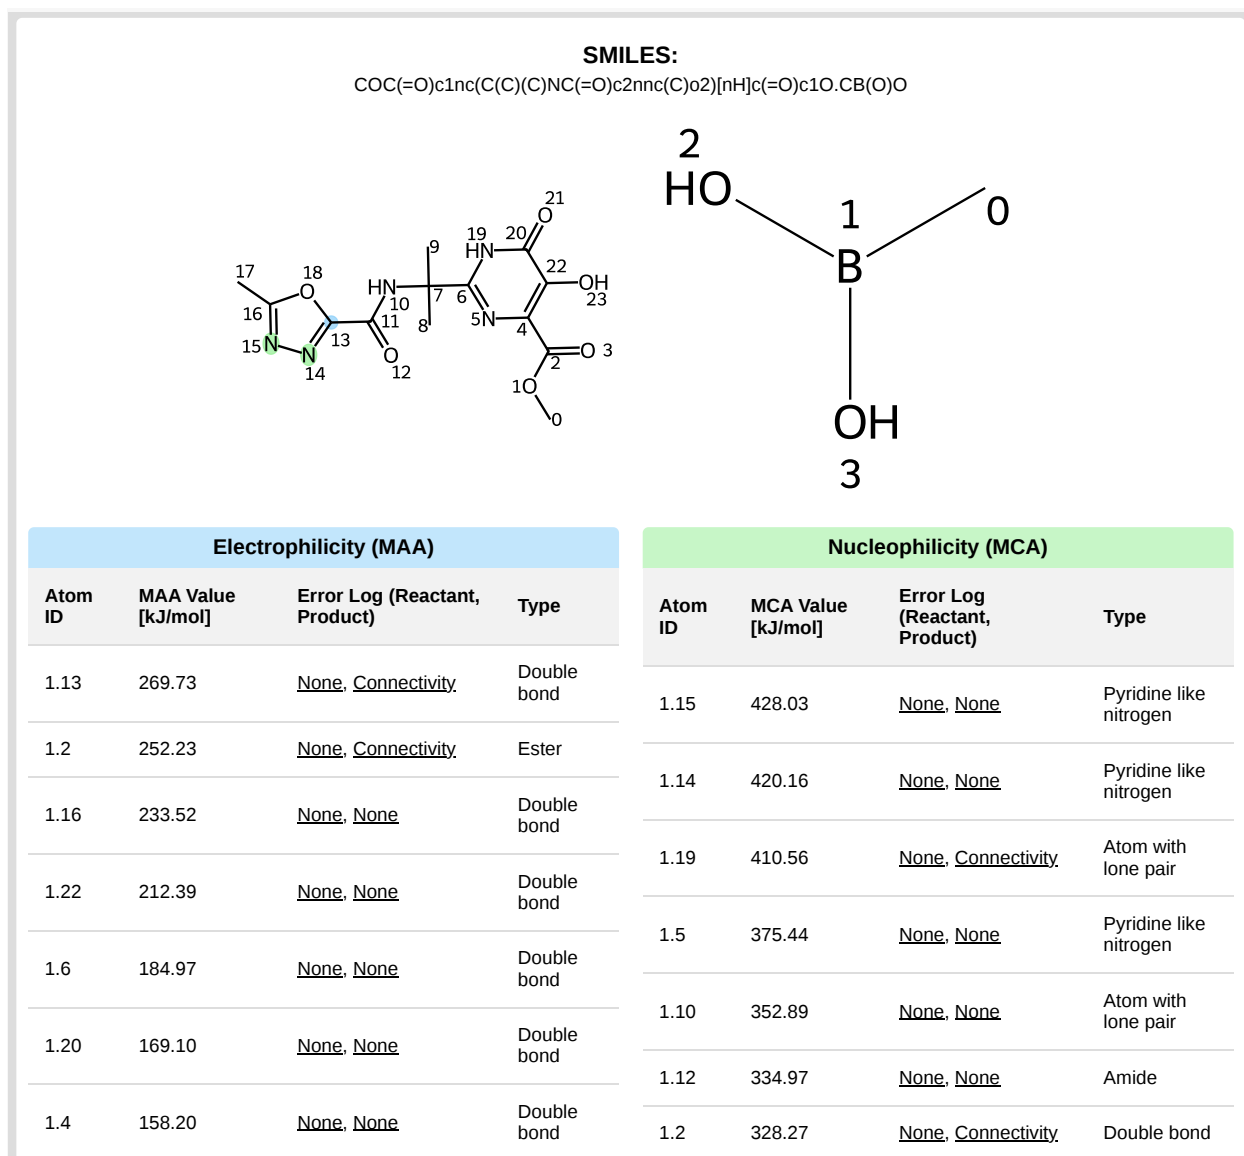 SMILES:
COC(=O)c1nc(C(C)(C)NC(=O)c2nnc(C)o2)[nH]c(=O)c1O.CB(O)O
2
HO
1
B
0
OH
3
21
O
19
HN
20
9
22
OH
23
17
18
O
HN
10
7
6
16
11
8
5
N
4
15
N
13
N
14
O
12
2
O
3
1
O
0
Electrophilicity (MAA)
Atom ID
MAA Value [kJ/mol]
Error Log (Reactant, Product)
Type
1.13 269.73 None, Connectivity Double bond
1.2 252.23 None, Connectivity Ester
1.16 233.52 None, None Double bond
1.22 212.39 None, None Double bond
1.6 184.97 None, None Double bond
1.20 169.10 None, None Double bond
1.4 158.20 None, None Double bond
Nucleophilicity (MCA)
Atom ID
MCA Value [kJ/mol]
Error Log (Reactant, Product)
Type
1.15 428.03 None, None Pyridine like nitrogen
1.14 420.16 None, None Pyridine like nitrogen
1.19 410.56 None, Connectivity Atom with lone pair
1.5 375.44 None, None Pyridine like nitrogen
1.10 352.89 None, None Atom with lone pair
1.12 334.97 None, None Amide
1.2 328.27 None, Connectivity Double bond